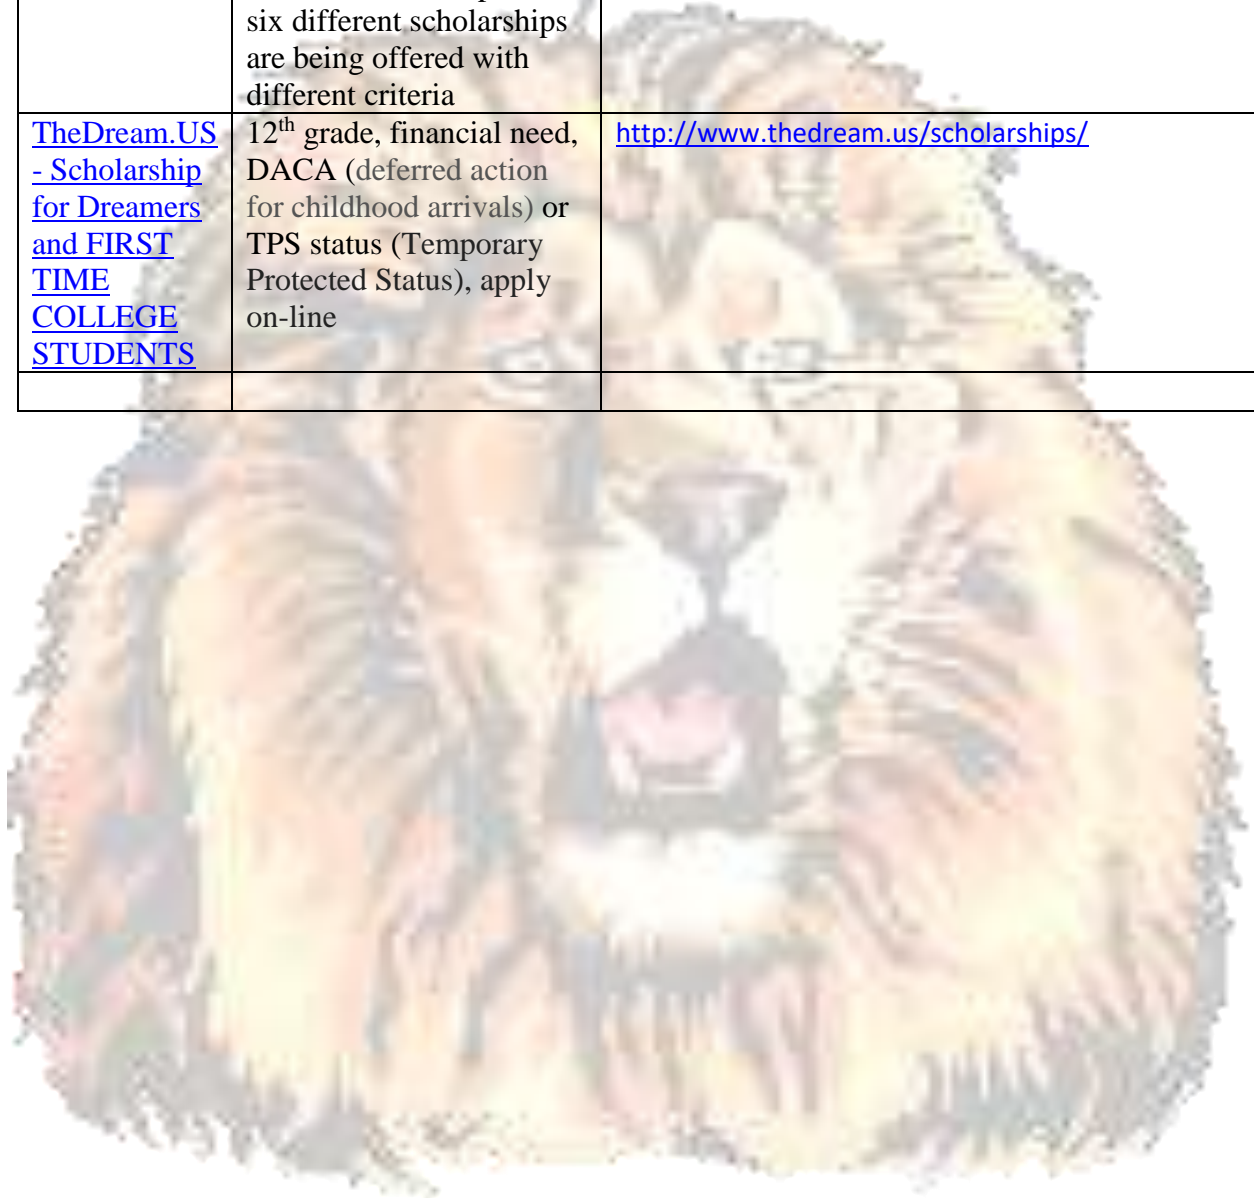 six different scholarships
are being offered with
different criteria
TheDream.US
- Scholarship
for Dreamers
and FIRST
TIME
COLLEGE
STUDENTS
12th grade, financial need,
DACA (deferred action
for childhood arrivals) or
TPS status (Temporary
Protected Status), apply
on-line
http://www.thedream.us/scholarships/